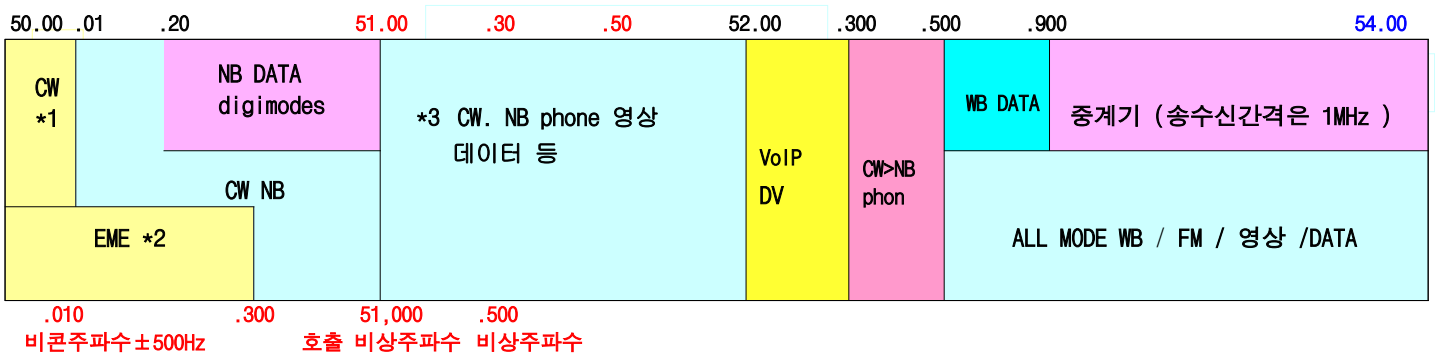 50.00 .01 .20 51.00 .30 .50 52.00 .300 .500 .900 54.00
CW
*1
NB DATA
digimodes
CW NB
EME *2
*3 CW. NB phone 영상
데이터 등
VoIP
DV
CW>NB
phon
WB DATA
중계기 (송수신간격은 1MHz )
ALL MODE WB / FM / 영상 /DATA
.010 .300 51,000 .500
비콘주파수±500Hz 호출 비상주파수 비상주파수